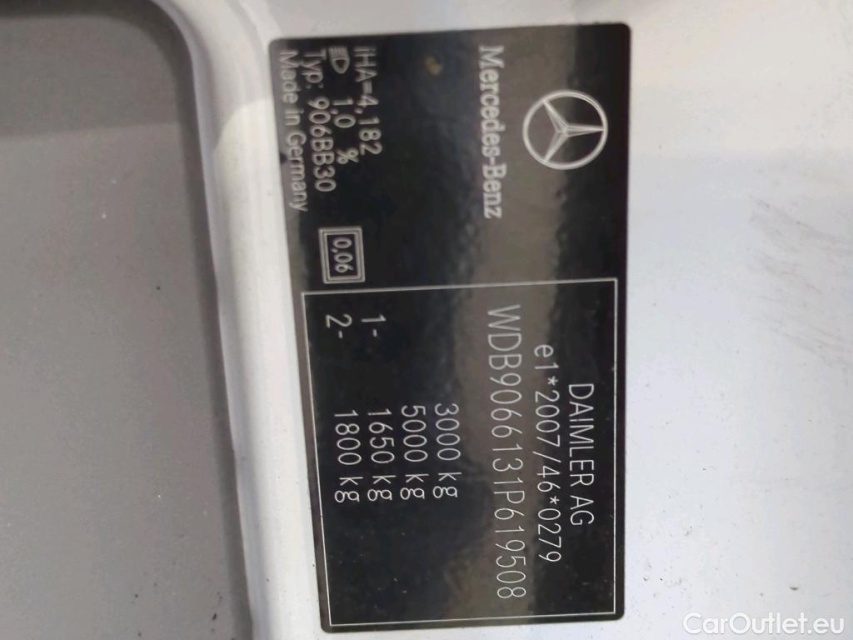 Mercedes-Benz
iHA=4,182
1,0 %
Typ: 906BB30
Made in Germany
0,06
DAIMLER AG
e1*2007/46*0279
WDB9066131P619508
3000 kg
5000 kg
1- 1650 kg
2- 1800 kg
CarOutlet.eu